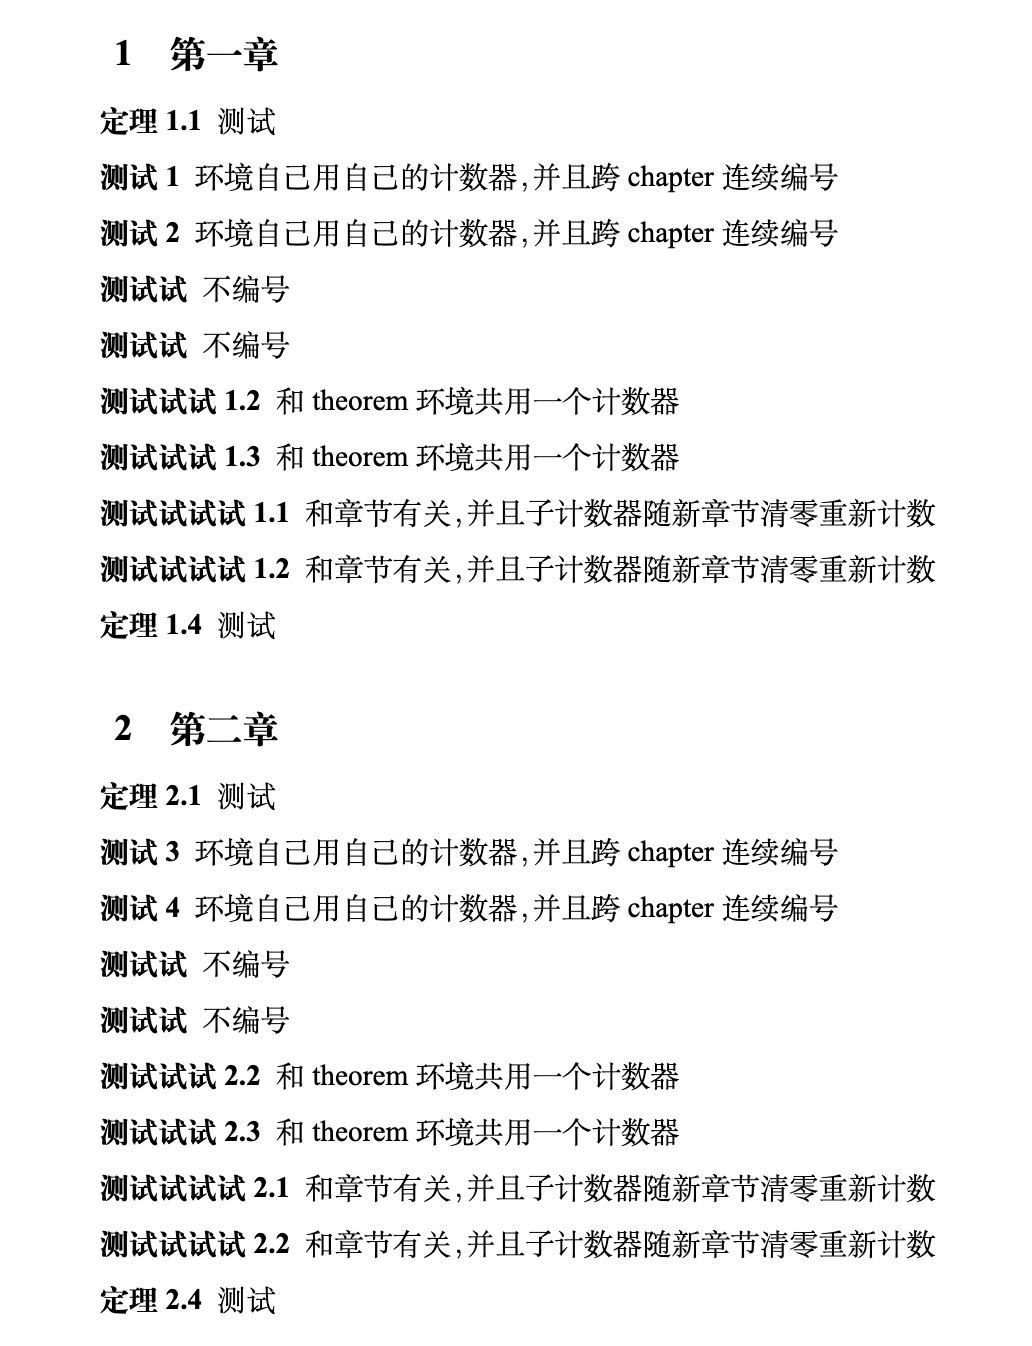 1 第一章
定理 1.1 测试
测试 1 环境自己用自己的计数器,并且跨 chapter 连续编号
测试 2 环境自己用自己的计数器,并且跨 chapter 连续编号
测试试 不编号
测试试 不编号
测试试试 1.2 和 theorem 环境共用一个计数器
测试试试 1.3 和 theorem 环境共用一个计数器
测试试试试 1.1 和章节有关,并且子计数器随新章节清零重新计数
测试试试试 1.2 和章节有关,并且子计数器随新章节清零重新计数
定理 1.4 测试
2 第二章
定理 2.1 测试
测试 3 环境自己用自己的计数器,并且跨 chapter 连续编号
测试 4 环境自己用自己的计数器,并且跨 chapter 连续编号
测试试 不编号
测试试 不编号
测试试试 2.2 和 theorem 环境共用一个计数器
测试试试 2.3 和 theorem 环境共用一个计数器
测试试试试 2.1 和章节有关,并且子计数器随新章节清零重新计数
测试试试试 2.2 和章节有关,并且子计数器随新章节清零重新计数
定理 2.4 测试